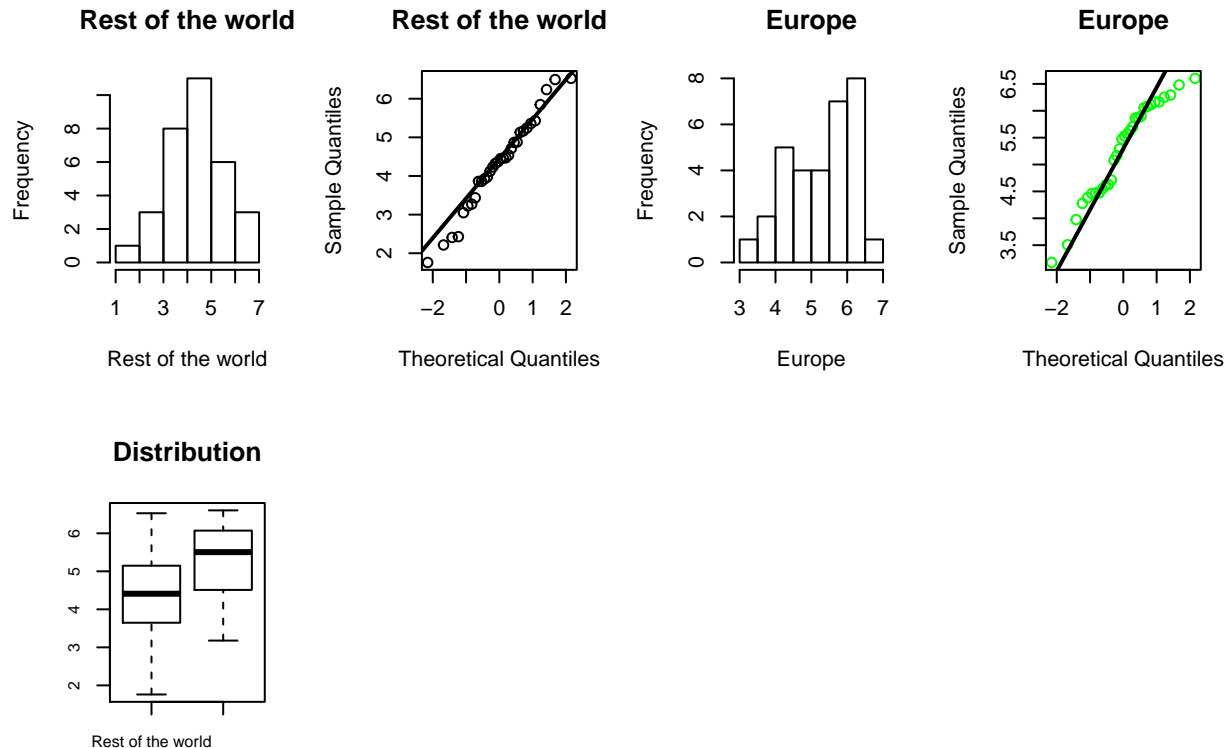 Rest of the world
Frequency
0
2
4
6
8
1
3
5
7
Rest of the world
Rest of the world
Sample Quantiles
2
3
4
5
6
−2
0
1
2
Theoretical Quantiles
Europe
Frequency
0
2
4
6
8
3
4
5
6
7
Europe
Europe
Sample Quantiles
3.5
4.5
5.5
6.5
−2
0
1
2
Theoretical Quantiles
Distribution
2
3
4
5
6
Rest of the world